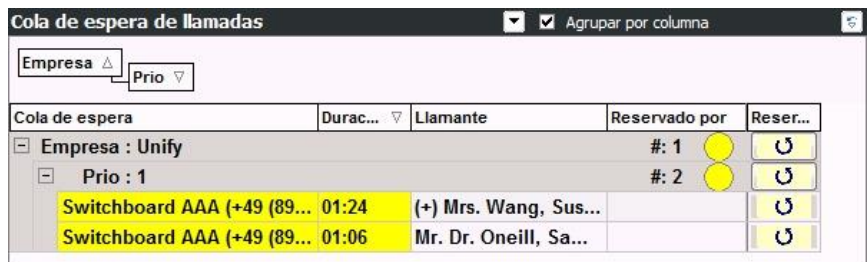 Cola de espera de llamadas Agrupar por columna
Empresa
Prio
Cola de espera Durac... Llamante Reservado por Reser...
Empresa : Unify #: 1
Prio : 1 #: 2
Switchboard AAA (+49 (89... 01:24 (+) Mrs. Wang, Sus...
Switchboard AAA (+49 (89... 01:06 Mr. Dr. Oneill, Sa...